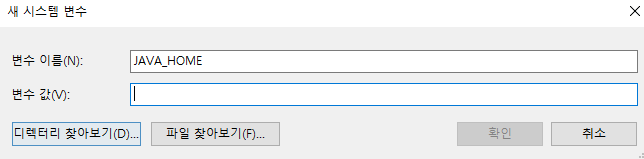 새 시스템 변수
변수 이름(N): JAVA_HOME
변수 값(V):
디렉터리 찾아보기(D)... 파일 찾아보기(F)... 확인 취소